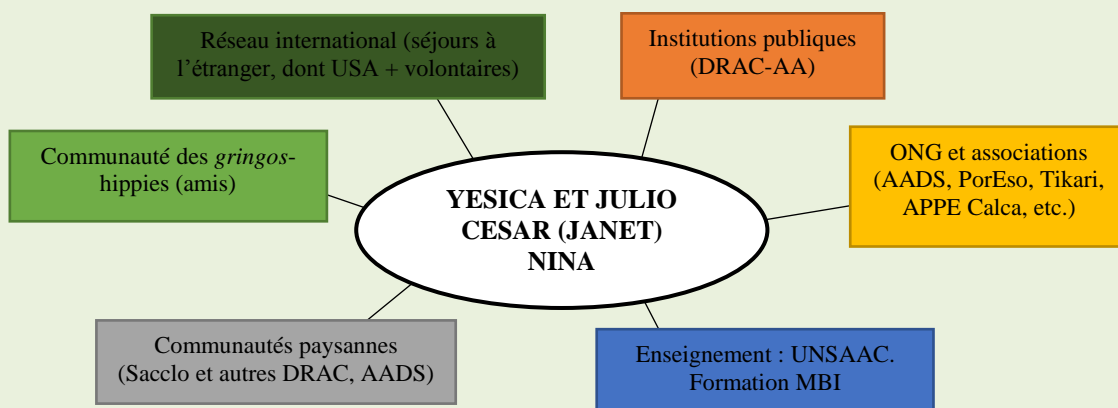 Réseau international (séjours à
l’étranger, dont USA + volontaires)
Institutions publiques
(DRAC-AA)
Communauté des gringos-
hippies (amis)
ONG et associations
(AADS, PorEso, Tikari,
APPE Calca, etc.)
YESICA ET JULIO
CESAR (JANET)
NINA
Communautés paysannes
(Sacclo et autres DRAC, AADS)
Enseignement : UNSAAC.
Formation MBI